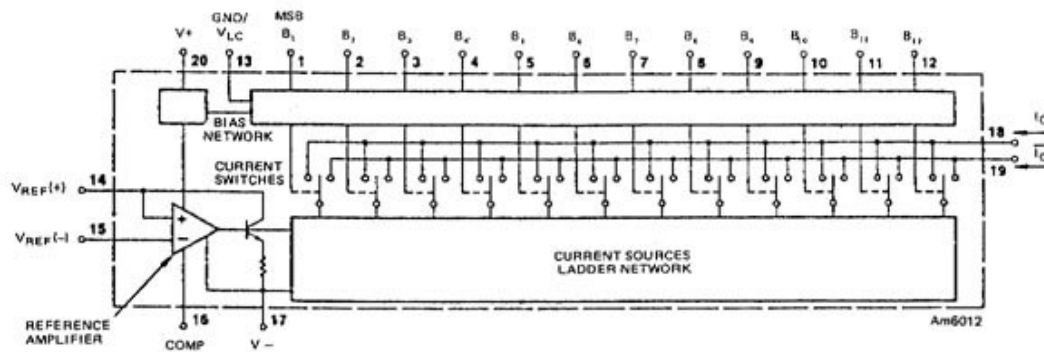 V+
GND/
VLC
MSB
B1
B2
B3
B4
B5
B6
B7
B8
B9
B10
B11
B12
20
13
1
2
3
4
5
6
7
8
9
10
11
12
BIAS
NETWORK
CURRENT
SWITCHES
18
IO
19
IO
VREF(+)
14
VREF(–)
15
+
–
CURRENT SOURCES
LADDER NETWORK
REFERENCE
AMPLIFIER
16
COMP
17
V–
Am6012